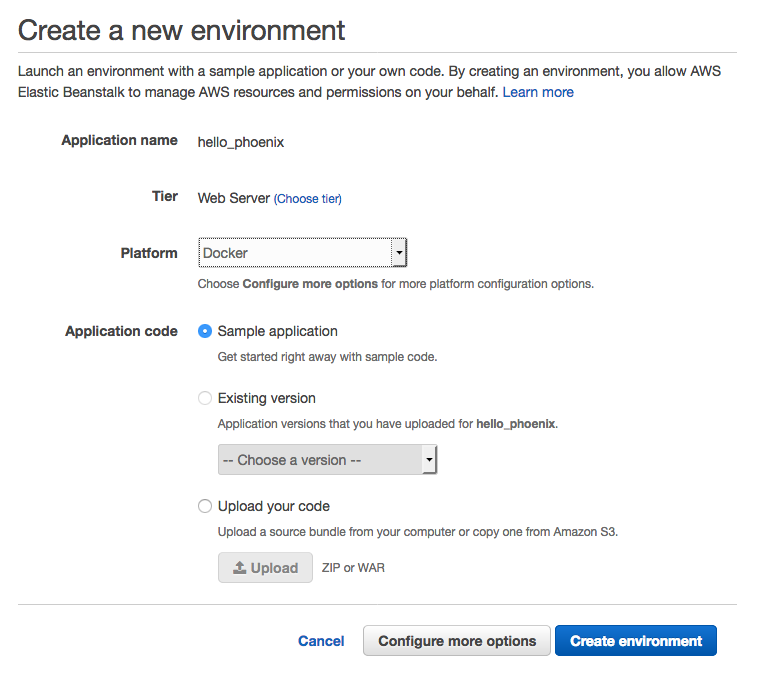 Create a new environment
Launch an environment with a sample application or your own code. By creating an environment, you allow AWS
Elastic Beanstalk to manage AWS resources and permissions on your behalf. Learn more
Application name hello_phoenix
Tier Web Server (Choose tier)
Platform Docker
Choose Configure more options for more platform configuration options.
Application code Sample application
Get started right away with sample code.
Existing version
Application versions that you have uploaded for hello_phoenix.
-- Choose a version --
Upload your code
Upload a source bundle from your computer or copy one from Amazon S3.
Upload ZIP or WAR
Cancel Configure more options Create environment